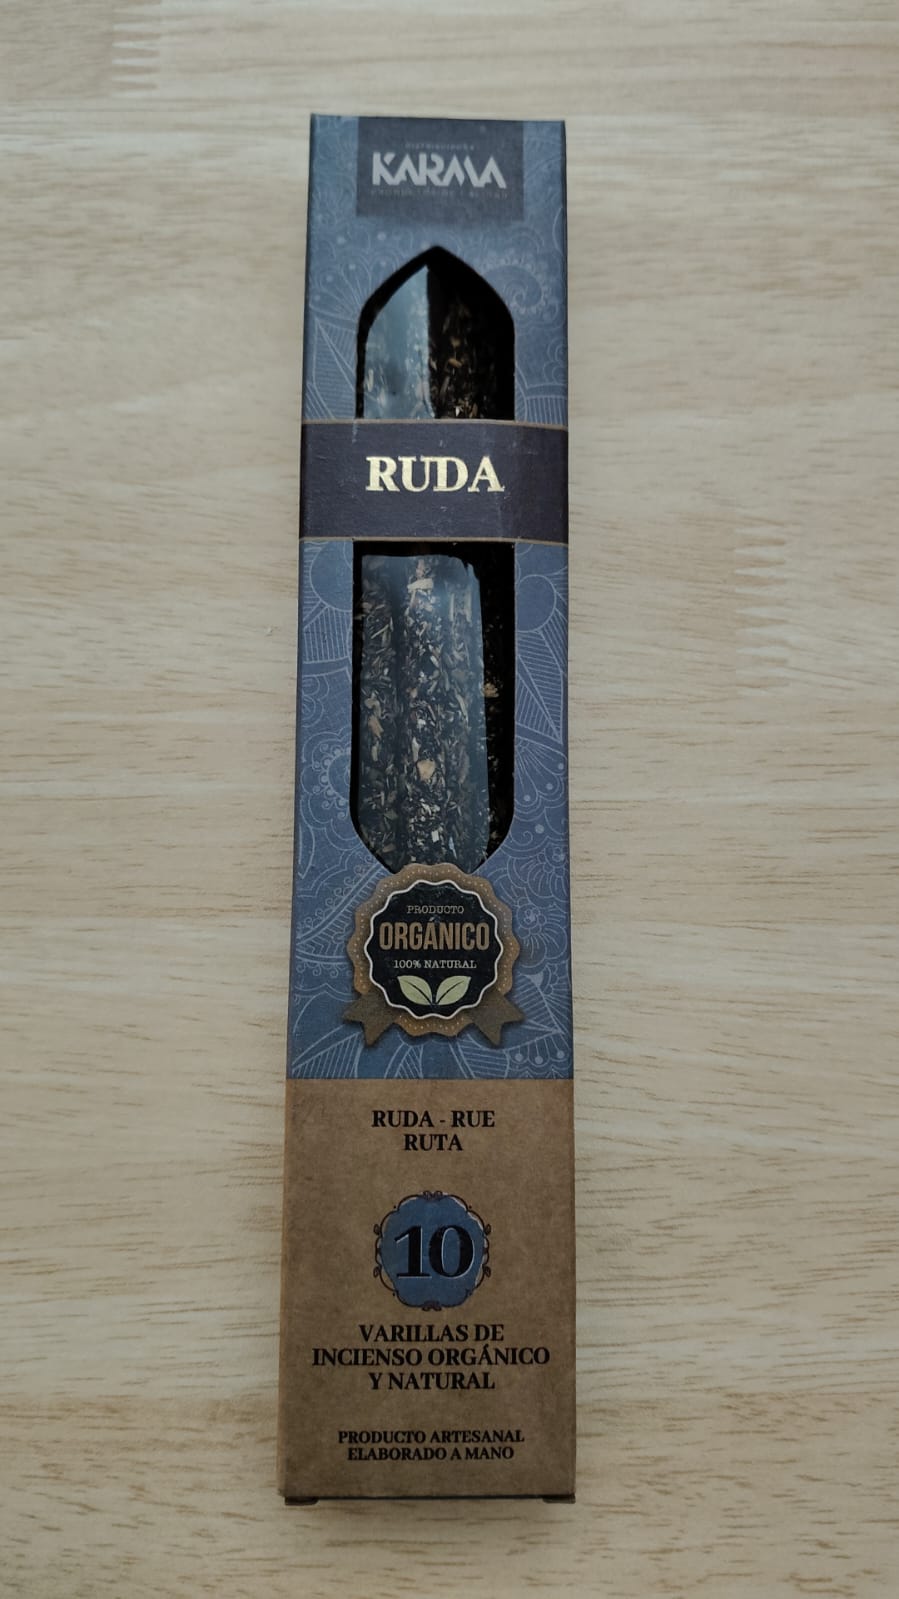 DISTRIBUIDORA
KARMA
RUDA
PRODUCTO
ORGÁNICO
100% NATURAL
RUDA - RUE
RUTA
10
VARILLAS DE
INCIENSO ORGÁNICO
Y NATURAL
PRODUCTO ARTESANAL
ELABORADO A MANO